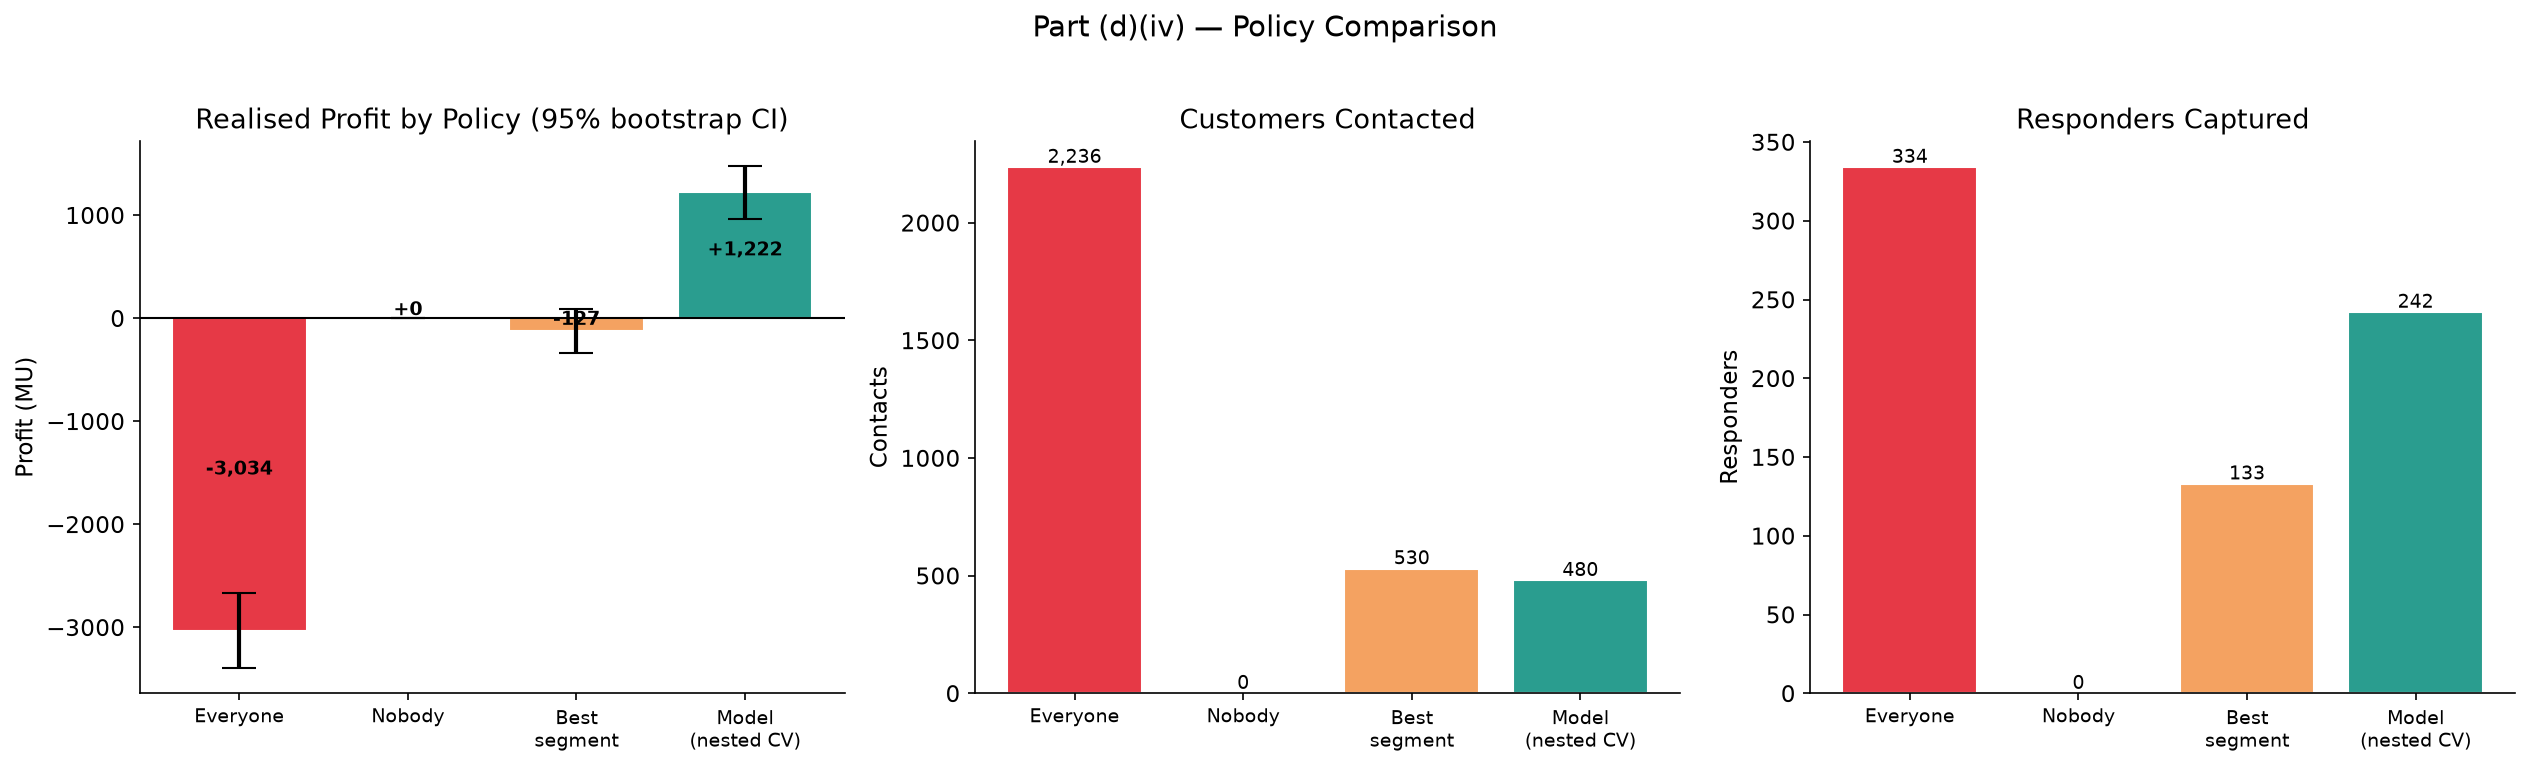 Part (d)(iv) — Policy Comparison
Realised Profit by Policy (95% bootstrap CI)
Profit (MU)
1000
0
−1000
−2000
−3000
-3,034
+0
-127
+1,222
Everyone
Nobody
Best
segment
Model
(nested CV)
Customers Contacted
Contacts
2000
1500
1000
500
0
2,236
0
530
480
Everyone
Nobody
Best
segment
Model
(nested CV)
Responders Captured
Responders
350
300
250
200
150
100
50
0
334
0
133
242
Everyone
Nobody
Best
segment
Model
(nested CV)